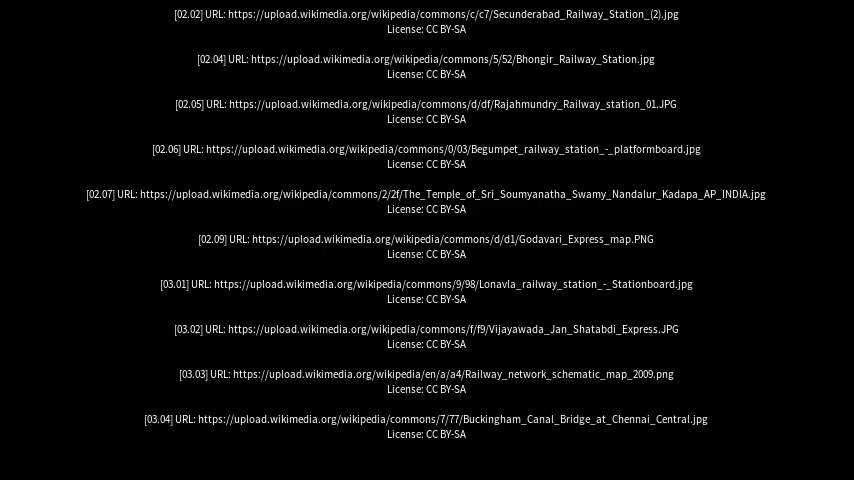 [02.02] URL: https://upload.wikimedia.org/wikipedia/commons/c/c7/Secunderabad_Railway_Station_(2).jpg
License: CC BY-SA
[02.04] URL: https://upload.wikimedia.org/wikipedia/commons/5/52/Bhongir_Railway_Station.jpg
License: CC BY-SA
[02.05] URL: https://upload.wikimedia.org/wikipedia/commons/d/df/Rajahmundry_Railway_station_01.JPG
License: CC BY-SA
[02.06] URL: https://upload.wikimedia.org/wikipedia/commons/0/03/Begumpet_railway_station_-_platformboard.jpg
License: CC BY-SA
[02.07] URL: https://upload.wikimedia.org/wikipedia/commons/2/2f/The_Temple_of_Sri_Soumyanatha_Swamy_Nandalur_Kadapa_AP_INDIA.jpg
License: CC BY-SA
[02.09] URL: https://upload.wikimedia.org/wikipedia/commons/d/d1/Godavari_Express_map.PNG
License: CC BY-SA
[03.01] URL: https://upload.wikimedia.org/wikipedia/commons/9/98/Lonavla_railway_station_-_Stationboard.jpg
License: CC BY-SA
[03.02] URL: https://upload.wikimedia.org/wikipedia/commons/f/f9/Vijayawada_Jan_Shatabdi_Express.JPG
License: CC BY-SA
[03.03] URL: https://upload.wikimedia.org/wikipedia/en/a/a4/Railway_network_schematic_map_2009.png
License: CC BY-SA
[03.04] URL: https://upload.wikimedia.org/wikipedia/commons/7/77/Buckingham_Canal_Bridge_at_Chennai_Central.jpg
License: CC BY-SA